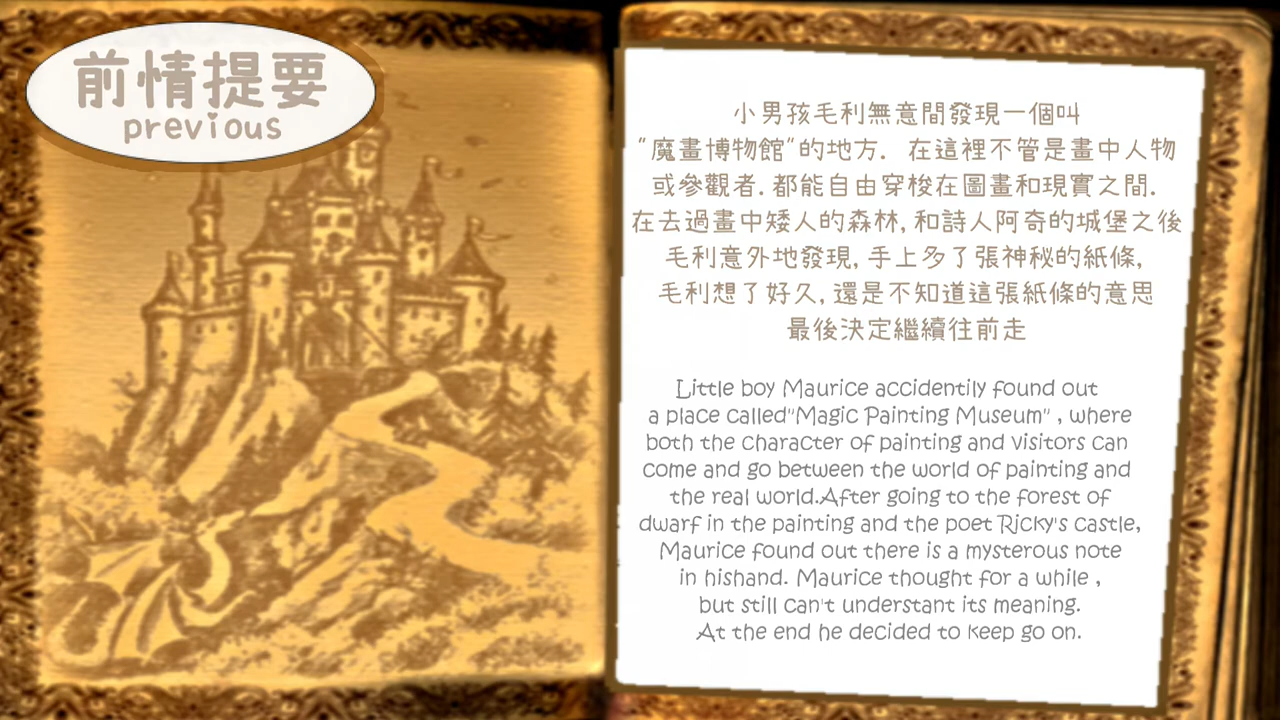 前情提要
previous
小男孩毛利無意間發現一個叫
"魔畫博物館"的地方. 在這裡不管是畫中人物
或參觀者.都能自由穿梭在圖畫和現實之間.
在去過畫中矮人的森林,和詩人阿奇的城堡之後
毛利意外地發現,手上多了張神秘的紙條,
毛利想了好久,還是不知道這張紙條的意思
最後決定繼續往前走
Little boy Maurice accidently found out
a place called"Magic Painting Museum" , where
both the character of painting and visitors can
come and go between the world of painting and
the real world.After going to the forest of
dwarf in the painting and the poet Ricky's castle,
Maurice found out there is a mysterous note
in hishand. Maurice thought for a while ,
but still can't understant its meaning.
At the end he decided to keep go on.